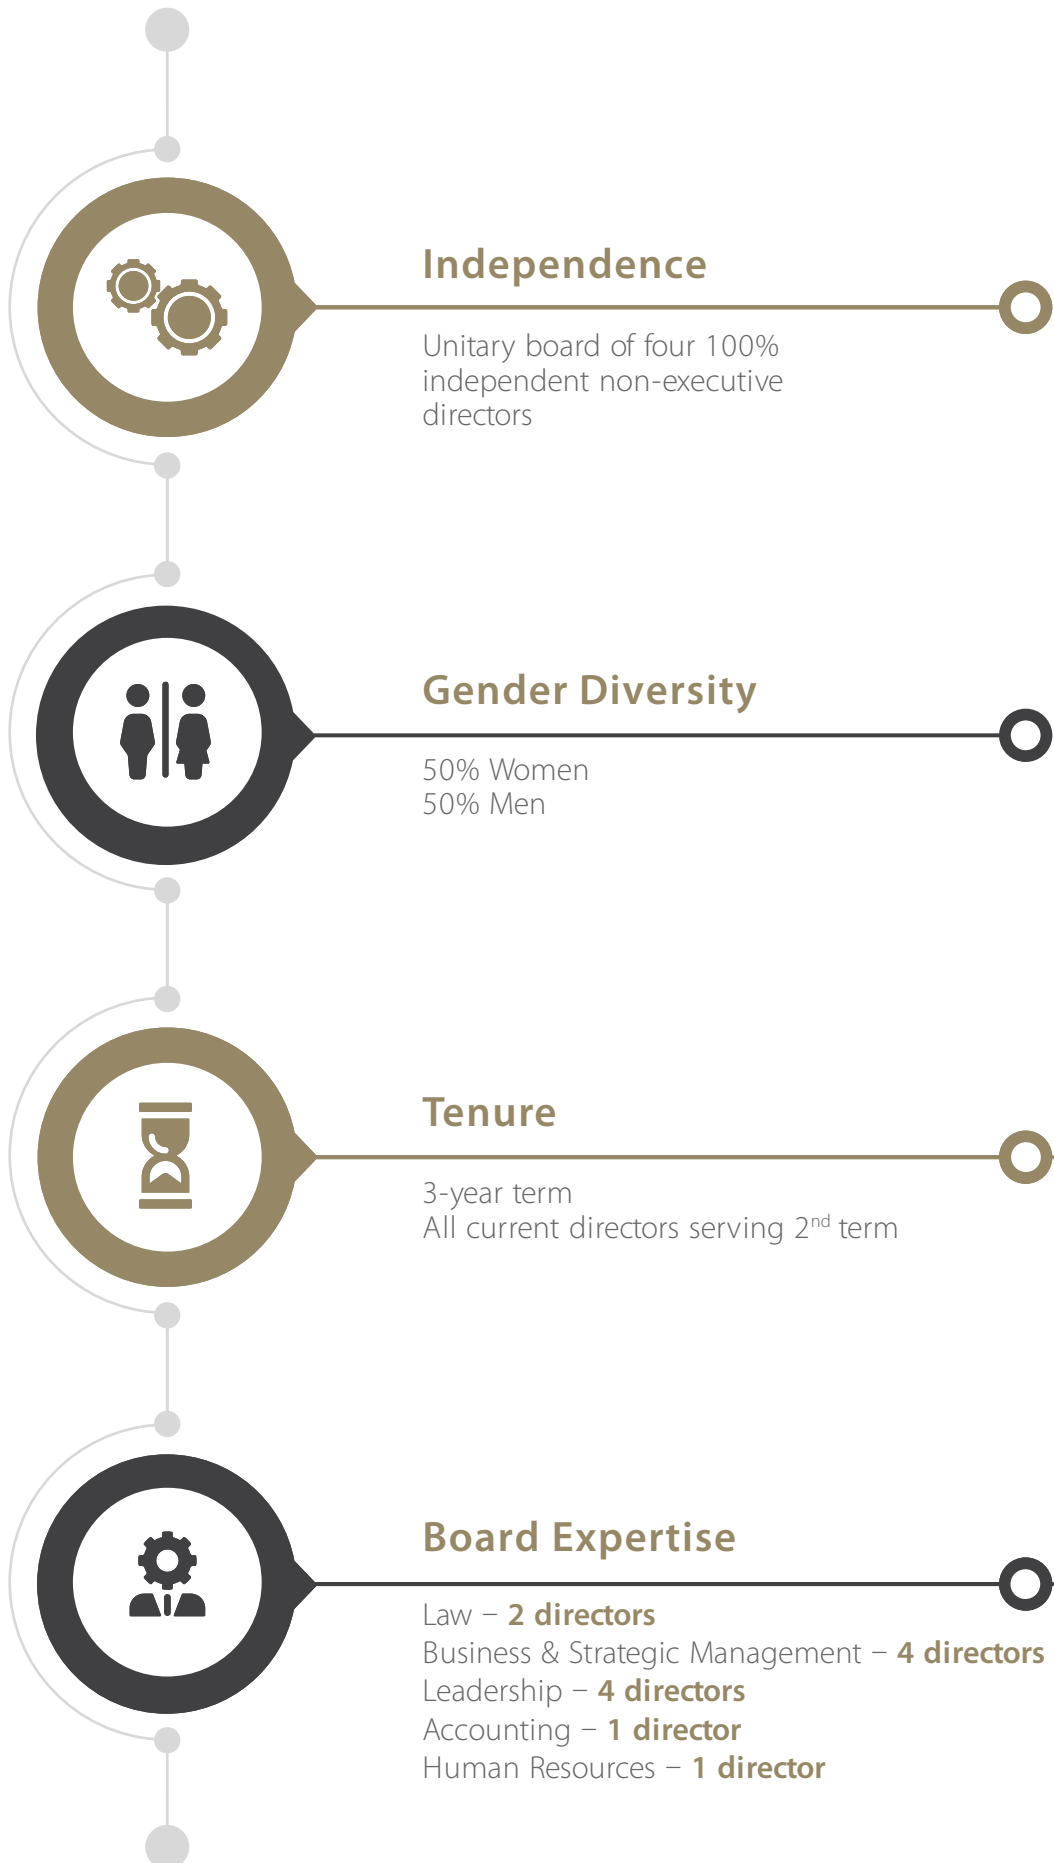 Independence
Unitary board of four 100%
independent non-executive
directors
Gender Diversity
50% Women
50% Men
Tenure
3-year term
All current directors serving 2nd term
Board Expertise
Law – 2 directors
Business & Strategic Management – 4 directors
Leadership – 4 directors
Accounting – 1 director
Human Resources – 1 director